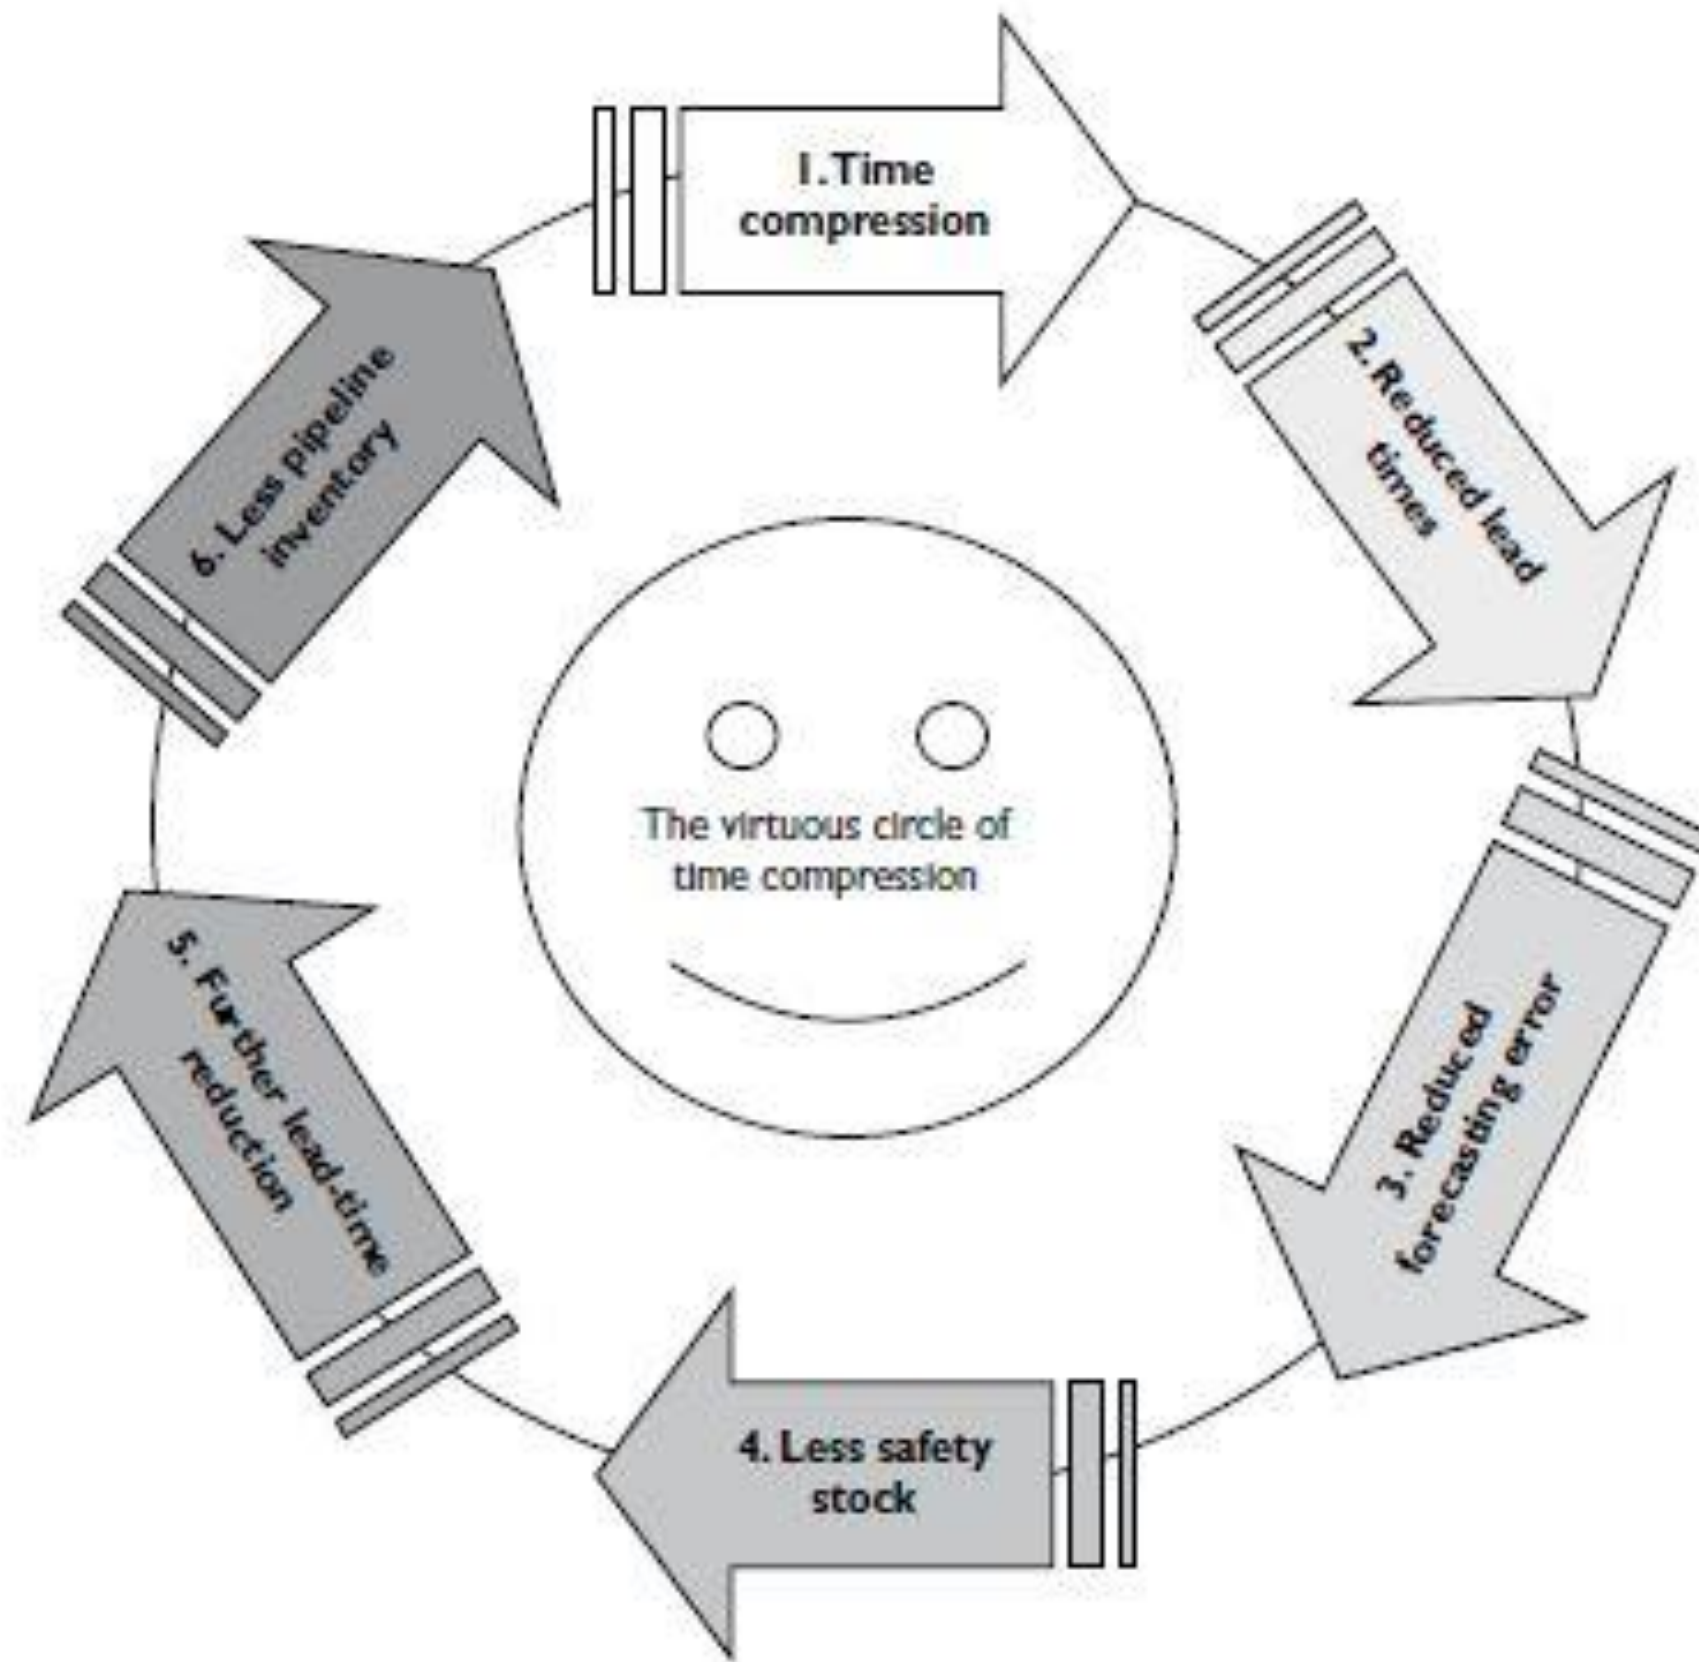 1. Time
compression
2. Reduced lead
times
3. Reduced
forecasting error
4. Less safety
stock
5. Further lead-time
reduction
6. Less pipeline
inventory
The virtuous circle of
time compression